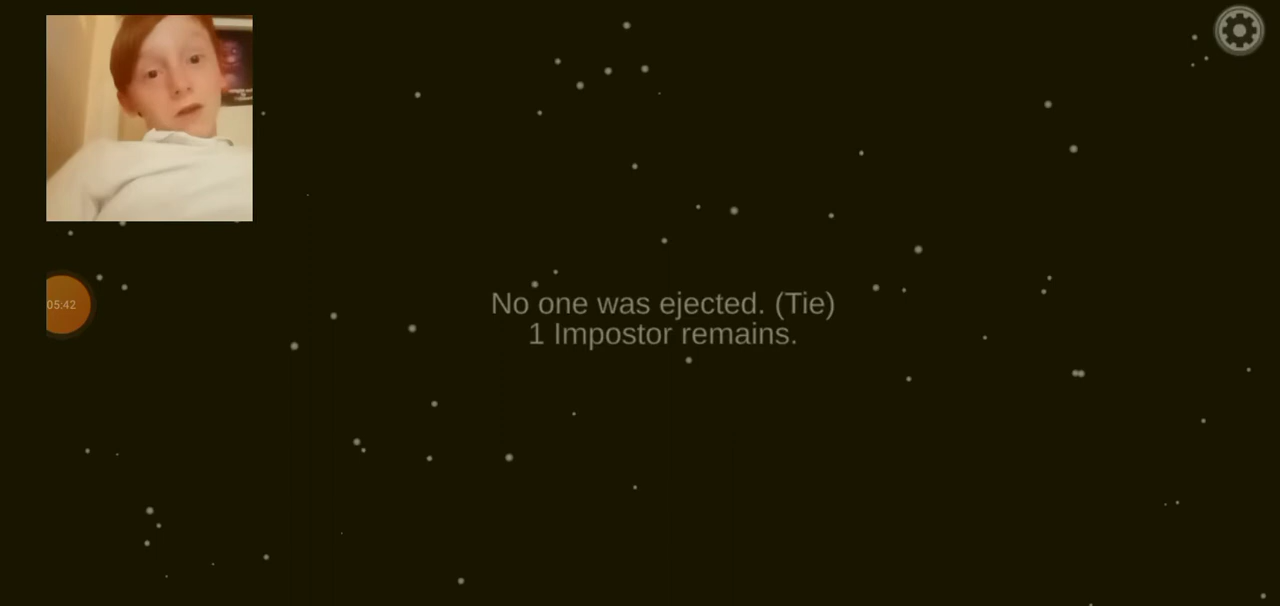 05:42
No one was ejected. (Tie)
1 Impostor remains.